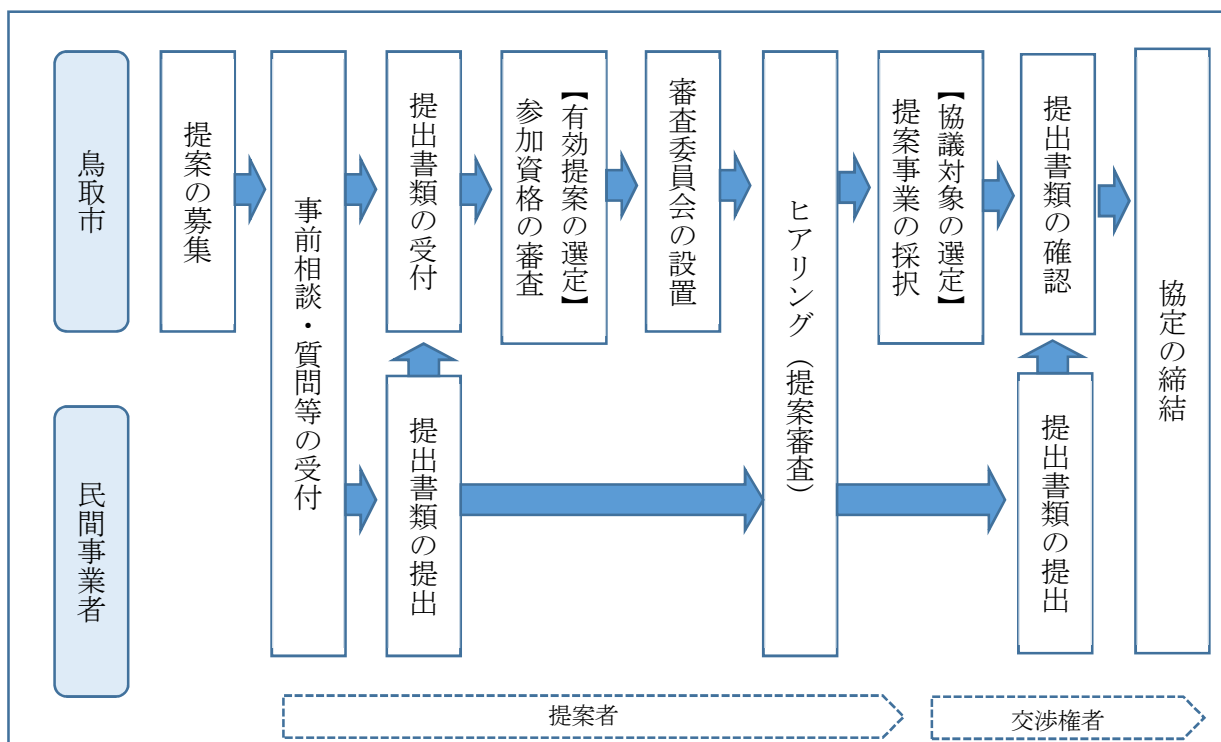 鳥取市
提案の募集
事前相談・質問等の受付
提出書類の受付
【有効提案の選定】
参加資格の審査
審査委員会の設置
ヒアリング（提案審査）
【協議対象の選定】
提案事業の採択
提出書類の確認
協定の締結
民間事業者
提出書類の提出
提出書類の提出
提案者
交渉権者